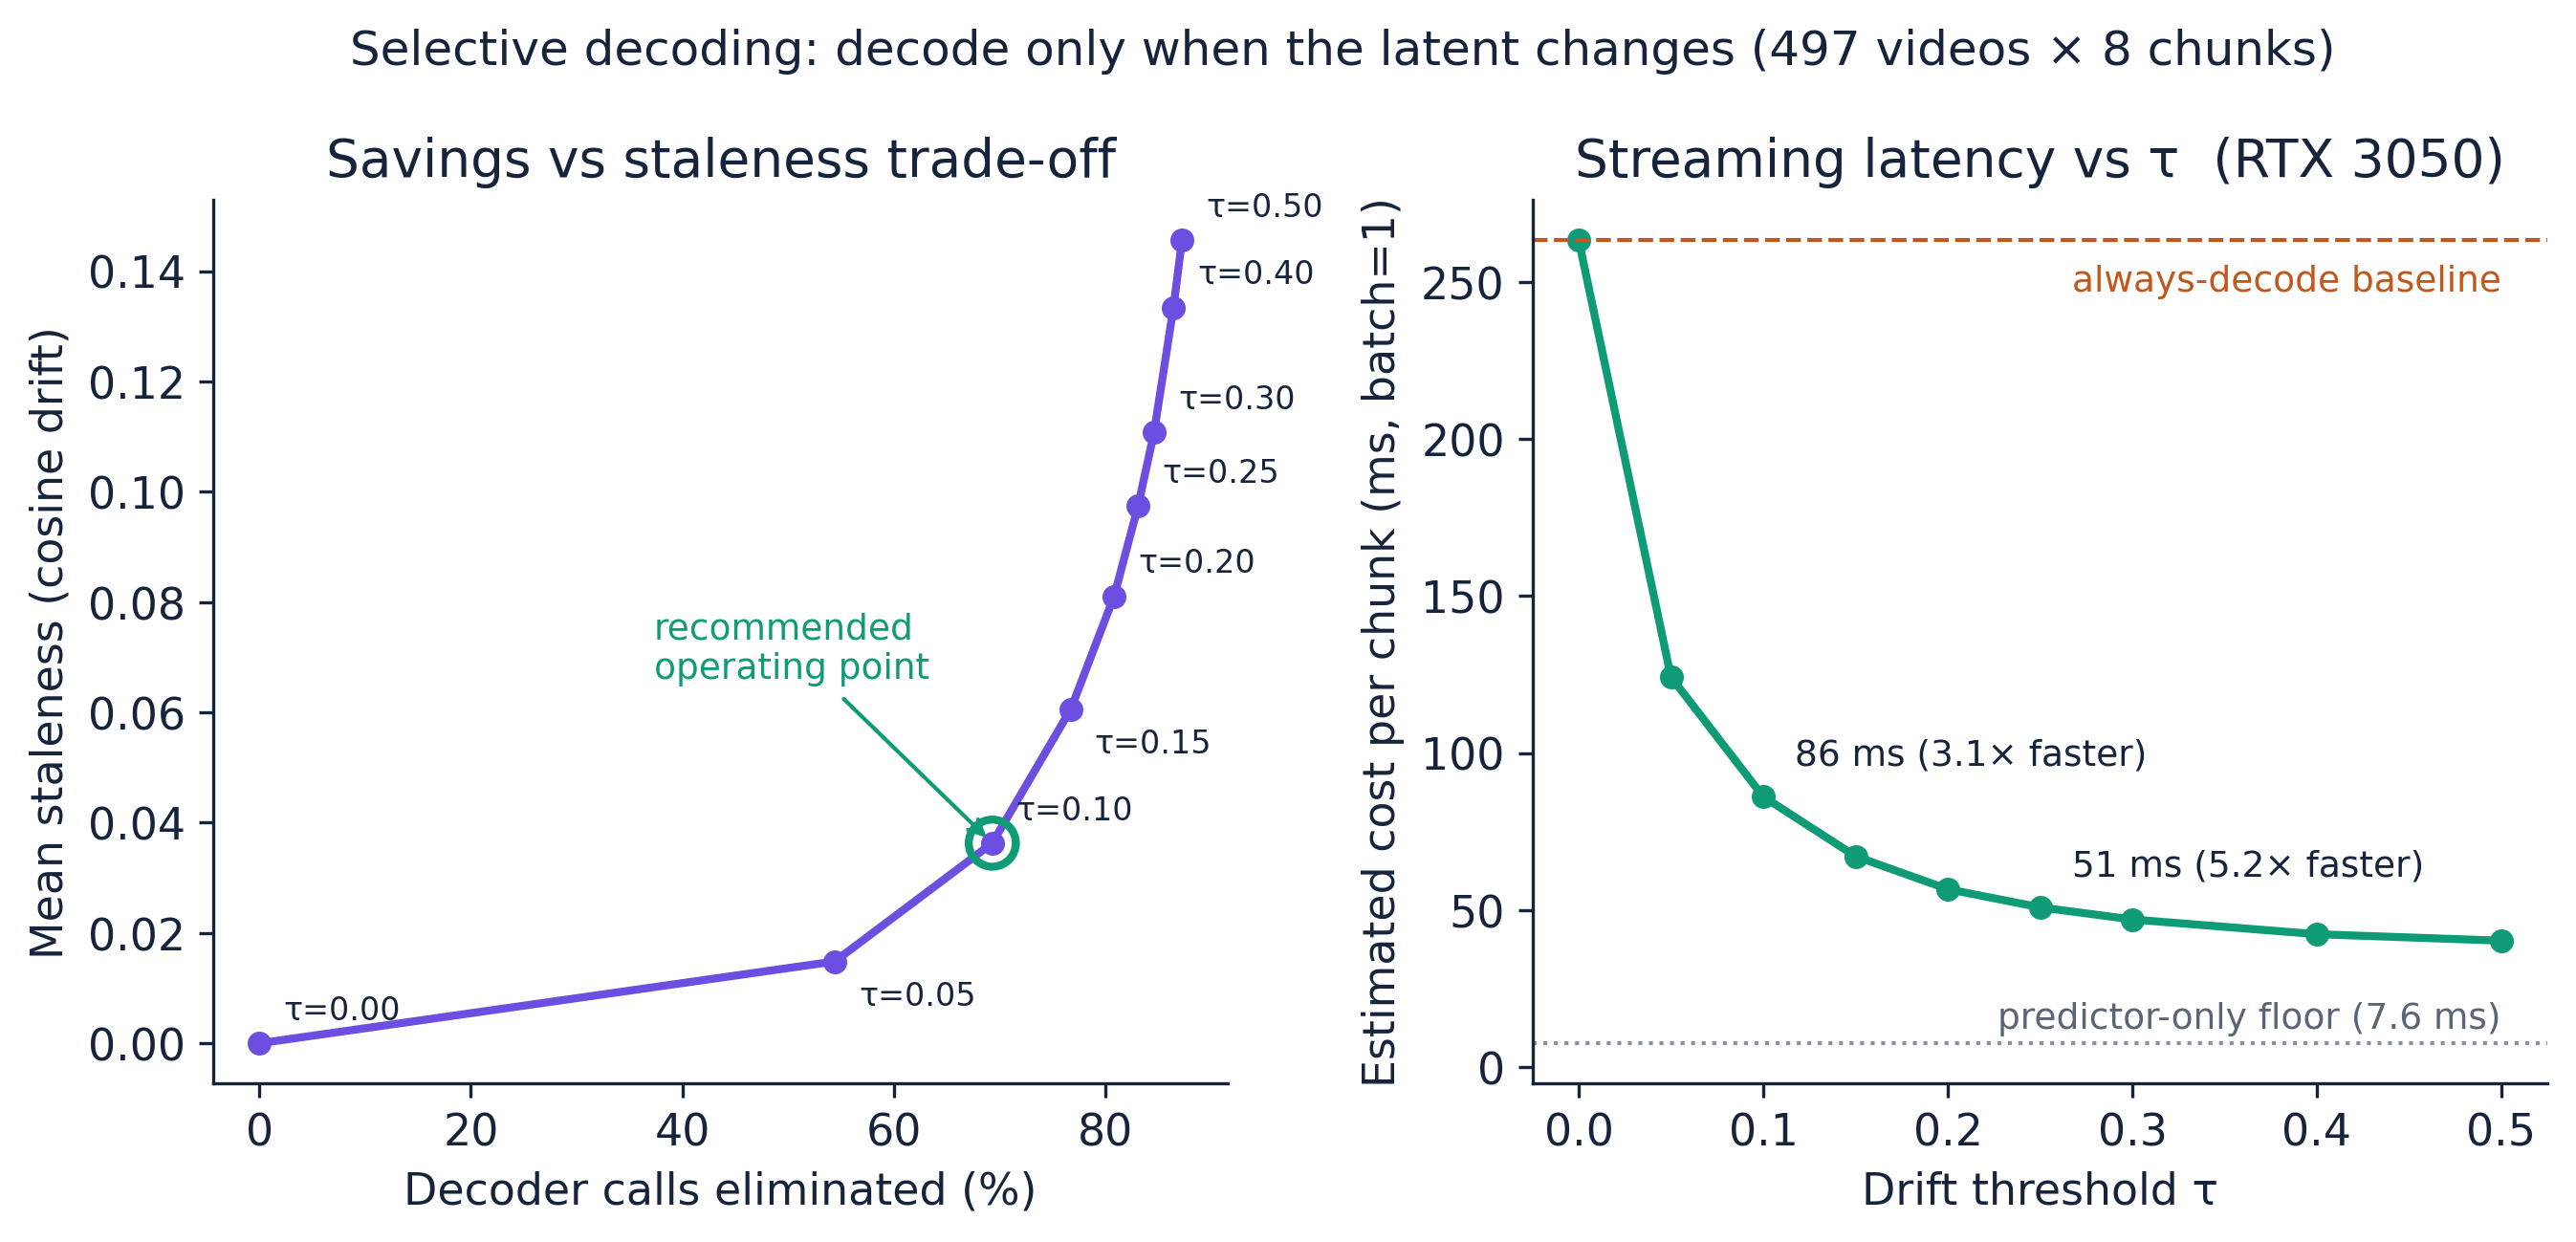 Selective decoding: decode only when the latent changes (497 videos × 8 chunks)
Savings vs staleness trade-off
Mean staleness (cosine drift)
0.14
0.12
0.10
0.08
0.06
0.04
0.02
0.00
τ=0.50
τ=0.40
τ=0.30
τ=0.25
τ=0.20
τ=0.15
τ=0.10
τ=0.05
τ=0.00
recommended
operating point
0
20
40
60
80
Decoder calls eliminated (%)
Streaming latency vs τ (RTX 3050)
Estimated cost per chunk (ms, batch=1)
250
200
150
100
50
0
always-decode baseline
86 ms (3.1× faster)
51 ms (5.2× faster)
predictor-only floor (7.6 ms)
0.0
0.1
0.2
0.3
0.4
0.5
Drift threshold τ